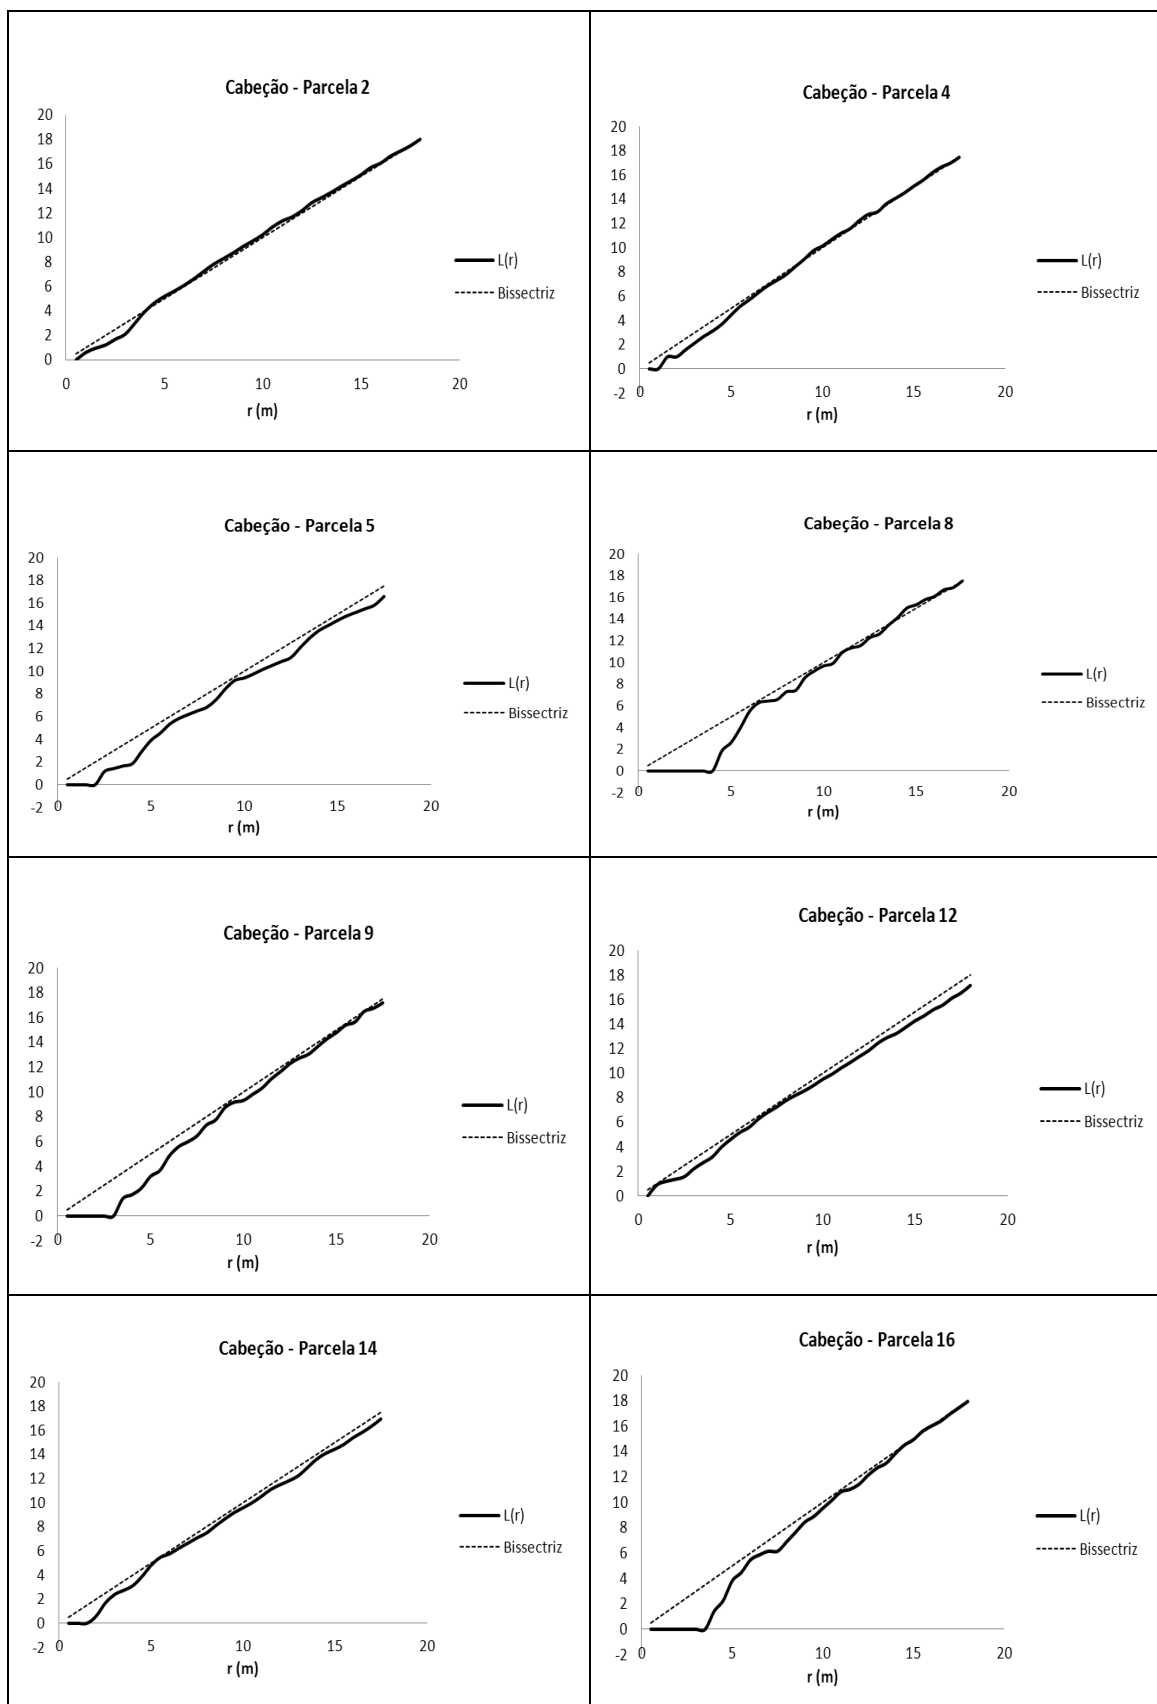 Cabeção - Parcela 2
20
18
16
14
12
10
8
6
4
2
0
0 5 10 15 20
r (m)
L(r)
Bissectriz
Cabeção - Parcela 4
20
18
16
14
12
10
8
6
4
2
0
-2
0 5 10 15 20
r (m)
L(r)
Bissectriz
Cabeção - Parcela 5
20
18
16
14
12
10
8
6
4
2
0
-2
0 5 10 15 20
r (m)
L(r)
Bissectriz
Cabeção - Parcela 8
20
18
16
14
12
10
8
6
4
2
0
-2
0 5 10 15 20
r (m)
L(r)
Bissectriz
Cabeção - Parcela 9
20
18
16
14
12
10
8
6
4
2
0
-2
0 5 10 15 20
r (m)
L(r)
Bissectriz
Cabeção - Parcela 12
20
18
16
14
12
10
8
6
4
2
0
0 5 10 15 20
r (m)
L(r)
Bissectriz
Cabeção - Parcela 14
20
18
16
14
12
10
8
6
4
2
0
-2
0 5 10 15 20
r (m)
L(r)
Bissectriz
Cabeção - Parcela 16
20
18
16
14
12
10
8
6
4
2
0
-2
0 5 10 15 20
r (m)
L(r)
Bissectriz